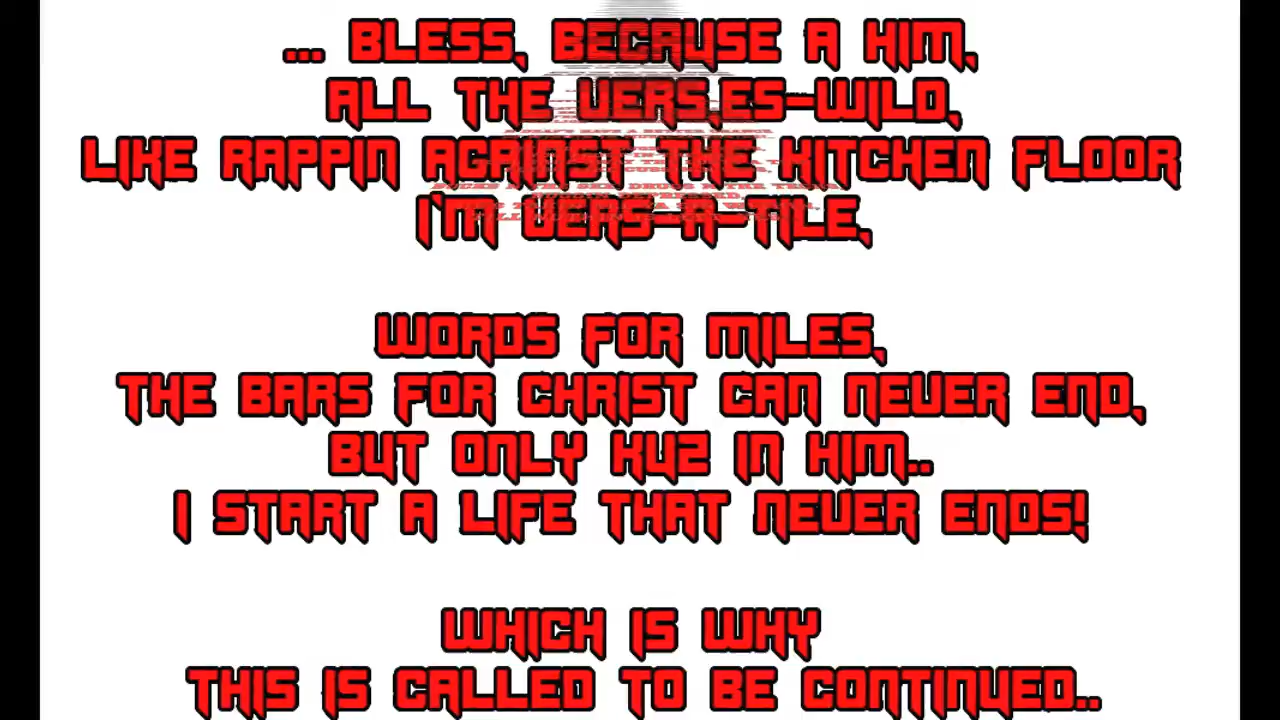 ... BLESS, BECAUSE A HIM,
ALL THE VERS,ES-WILD,
LIKE RAPPIN AGAINST THE KITCHEN FLOOR
I`M VERS-A-TILE,
WORDS FOR MILES,
THE BARS FOR CHRIST CAN NEVER END,
BUT ONLY KUZ IN HIM..
I START A LIFE THAT NEVER ENDS!
WHICH IS WHY
THIS IS CALLED TO BE CONTINUED..